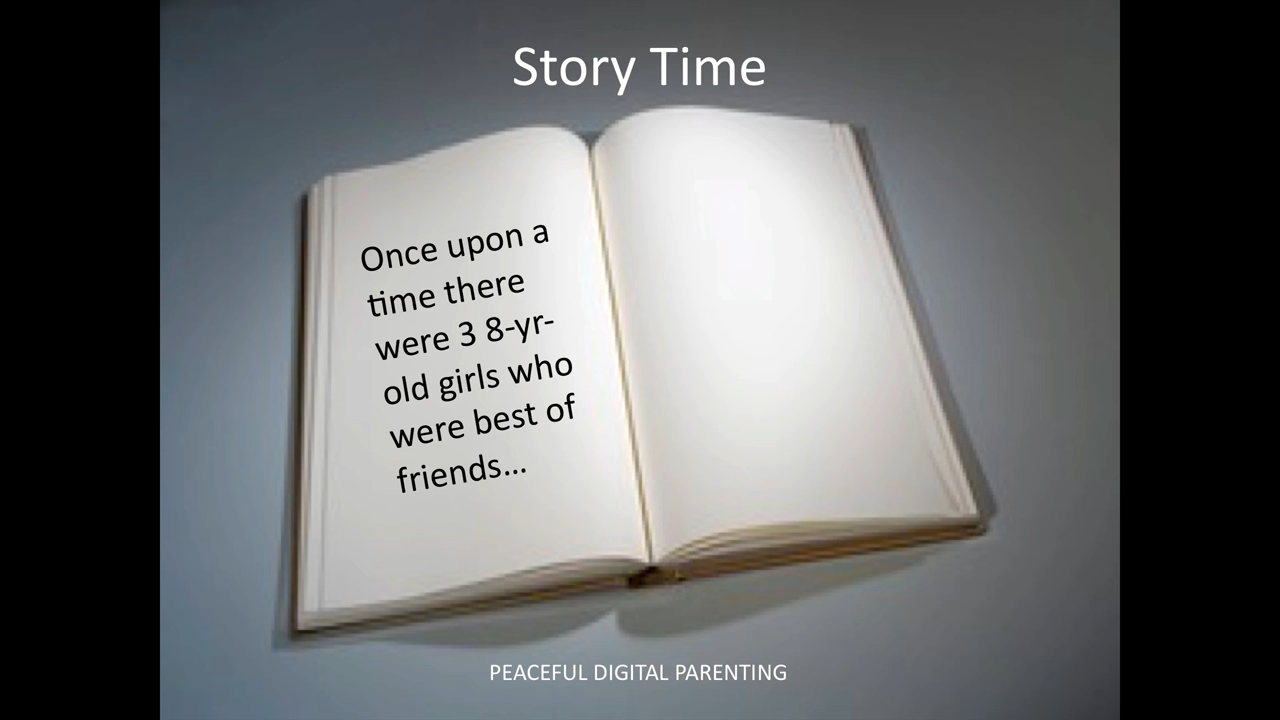 Story Time
Once upon a
time there
were 3 8-yr-
old girls who
were best of
friends…
PEACEFUL DIGITAL PARENTING